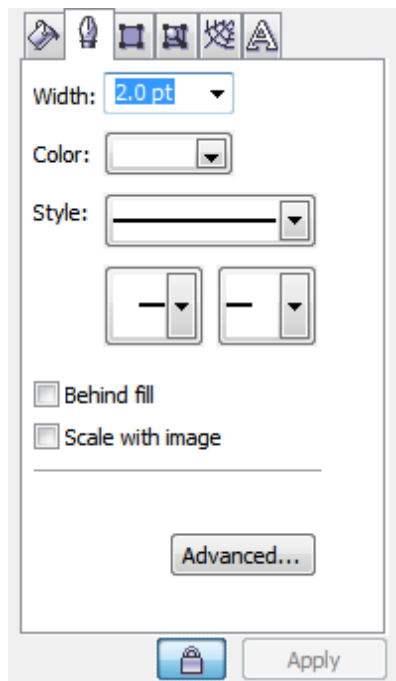 Width: 2.0 pt
Color:
Style:
Behind fill
Scale with image
Advanced...
Apply